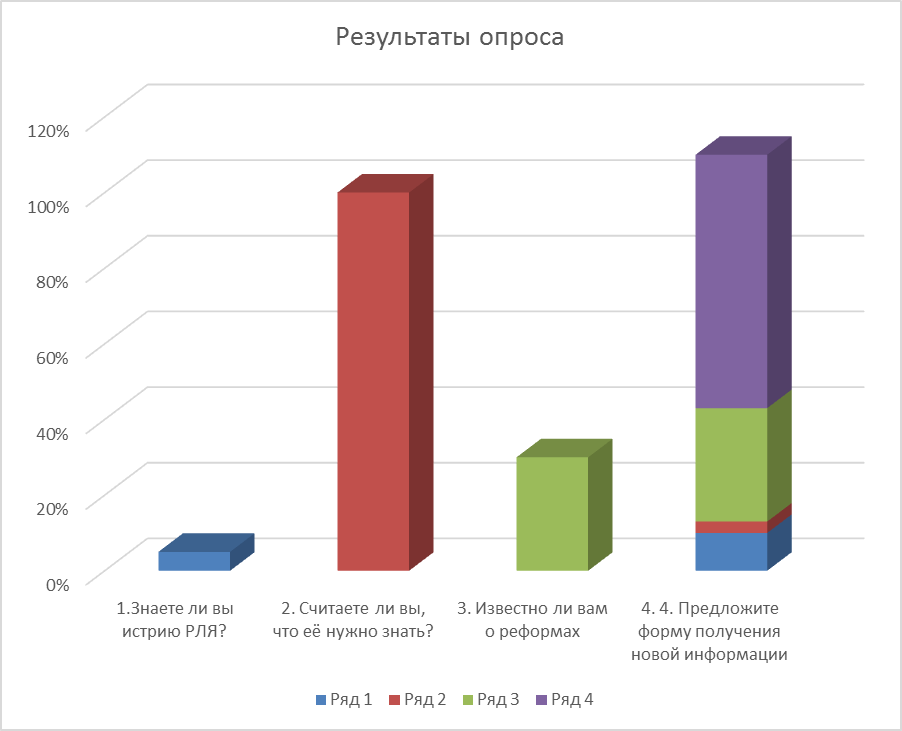 Результаты опроса
120%
100%
80%
60%
40%
20%
0%
1.Знаете ли вы
истрию РЛЯ?
2. Считаете ли вы,
что её нужно знать?
3. Известно ли вам
о реформах
4. 4. Предложите
форму получения
новой информации
Ряд 1 Ряд 2 Ряд 3 Ряд 4